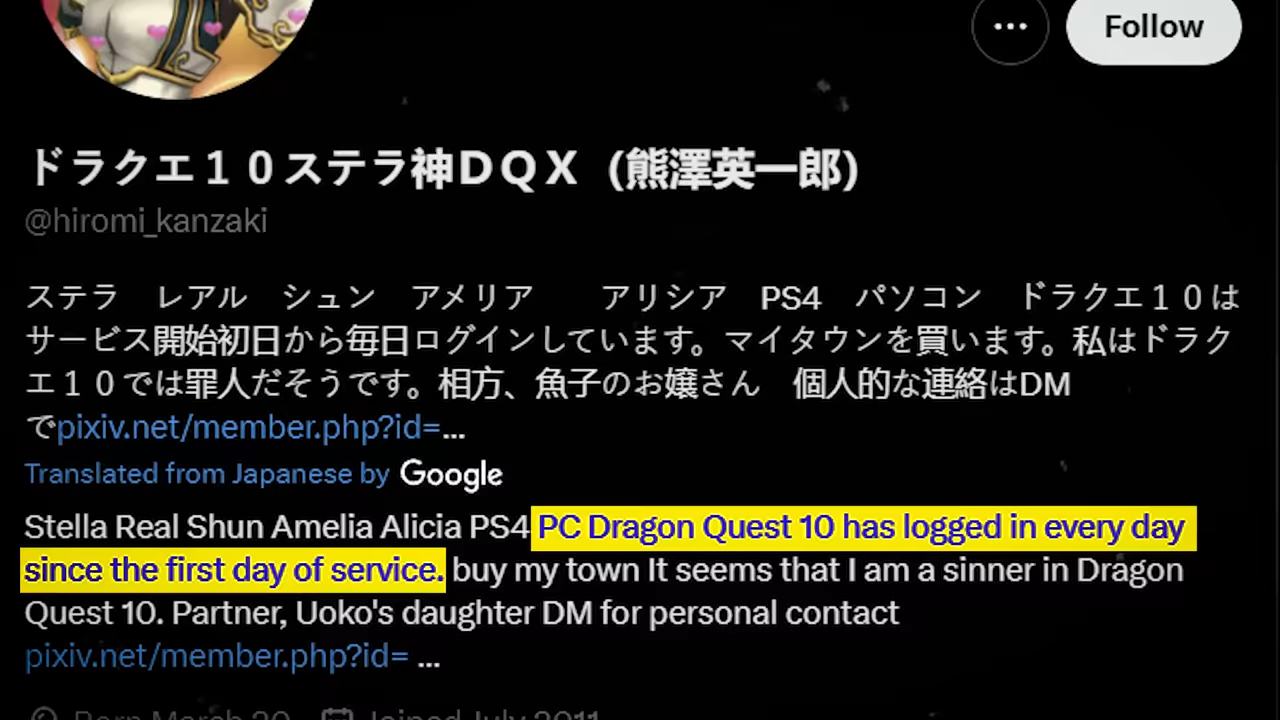 Follow
ドラクエ１０ステラ神ＤＱＸ（熊澤英一郎）
@hiromi_kanzaki
ステラ　レアル　シュン　アメリア　　アリシア　PS4　パソコン　ドラクエ１０は
サービス開始初日から毎日ログインしています。マイタウンを買います。私はドラク
エ１０では罪人だそうです。相方、魚子のお嬢さん　個人的な連絡はDM
でpixiv.net/member.php?id=…
Translated from Japanese by Google
Stella Real Shun Amelia Alicia PS4 PC Dragon Quest 10 has logged in every day
since the first day of service. buy my town It seems that I am a sinner in Dragon
Quest 10. Partner, Uoko's daughter DM for personal contact
pixiv.net/member.php?id= …
Born March 20 Joined July 2011